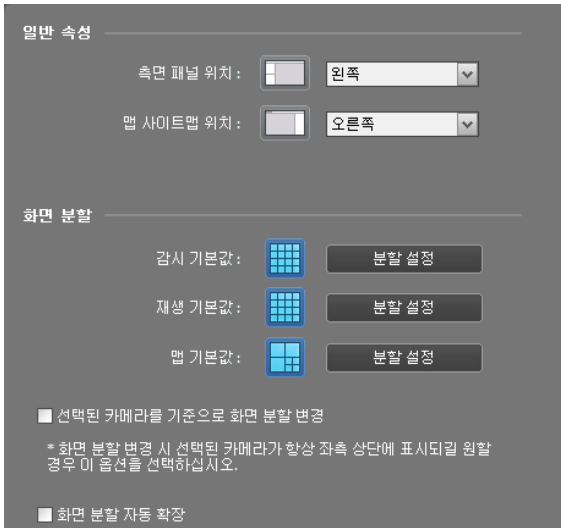 일반 속성
측면 패널 위치 :
왼쪽
맵 사이트맵 위치 :
오른쪽
화면 분할
감시 기본값 :
분할 설정
재생 기본값 :
분할 설정
맵 기본값 :
분할 설정
선택된 카메라를 기준으로 화면 분할 변경
* 화면 분할 변경 시 선택된 카메라가 항상 좌측 상단에 표시되길 원할
경우 이 옵션을 선택하십시오.
화면 분할 자동 확장